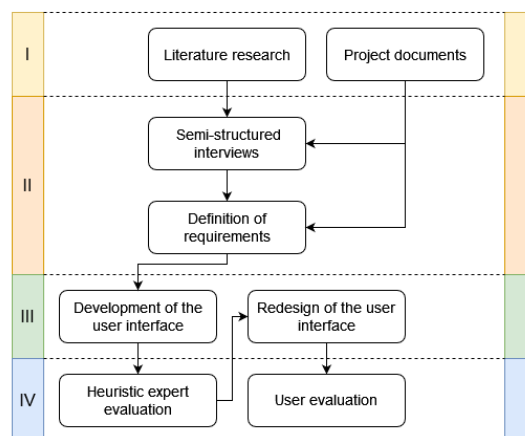 I
Literature research
Project documents
II
Semi-structured
interviews
Definition of
requirements
III
Development of the
user interface
Redesign of the user
interface
IV
Heuristic expert
evaluation
User evaluation